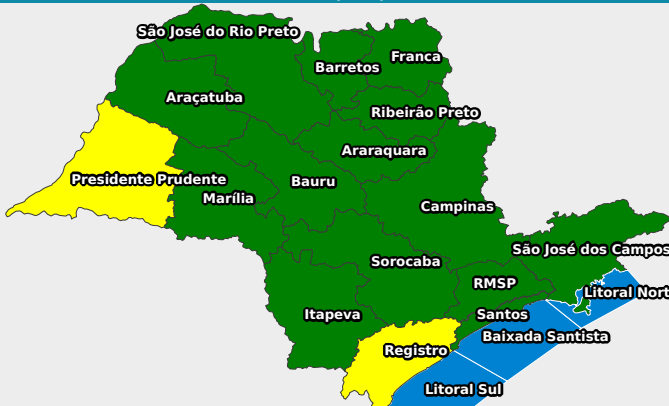 São José do Rio Preto
Franca
Barretos
Araçatuba
Ribeirão Preto
Araraquara
Presidente Prudente
Bauru
Marília
Campinas
São José dos Campos
Sorocaba
RMSP
Litoral Nort
Itapeva
Santos
Baixada Santista
Registro
Litoral Sul